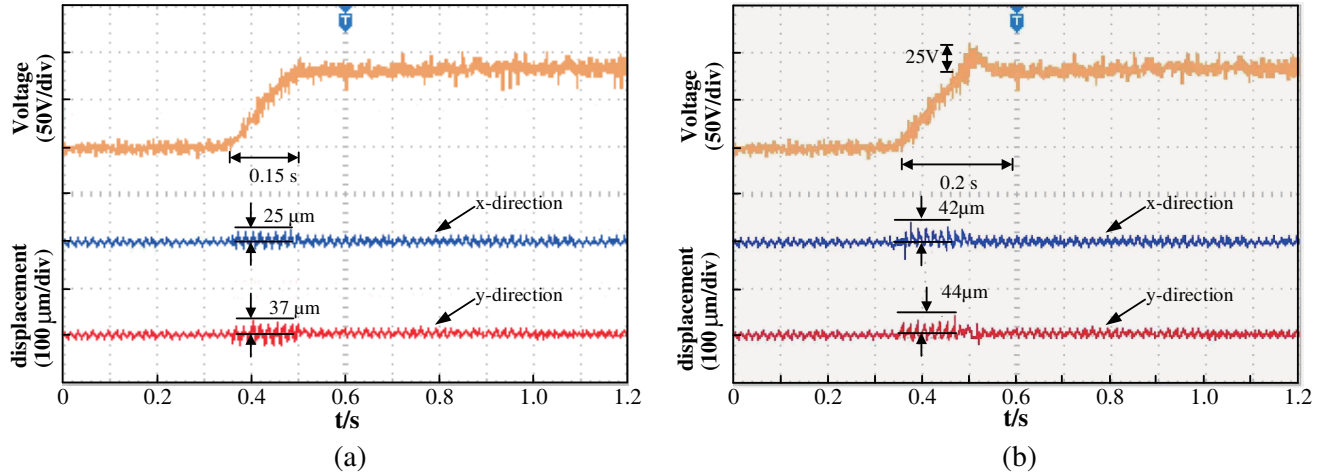 T
Voltage
(50V/div)
0.15 s
25 μm
x-direction
37 μm
y-direction
displacement
(100 μm/div)
0
0.2
0.4
0.6
0.8
1.0
1.2
t/s
(a)
T
25V
Voltage
(50V/div)
0.2 s
42μm
x-direction
44μm
y-direction
displacement
(100 μm/div)
0
0.2
0.4
0.6
0.8
1.0
1.2
t/s
(b)